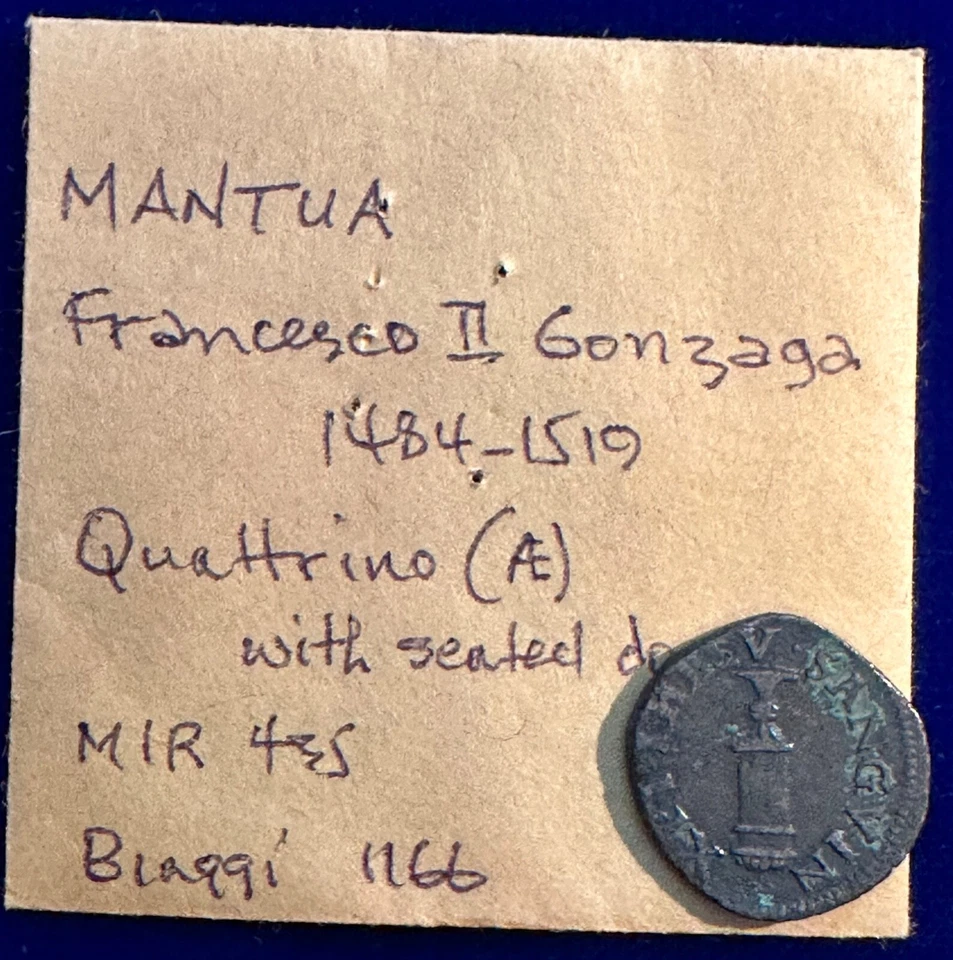 MANTUA
Francesco II Gonzaga
1484-1519
Quattrino (Æ)
with seated
MIR 435
Biaggi 1166
V SANGVIN